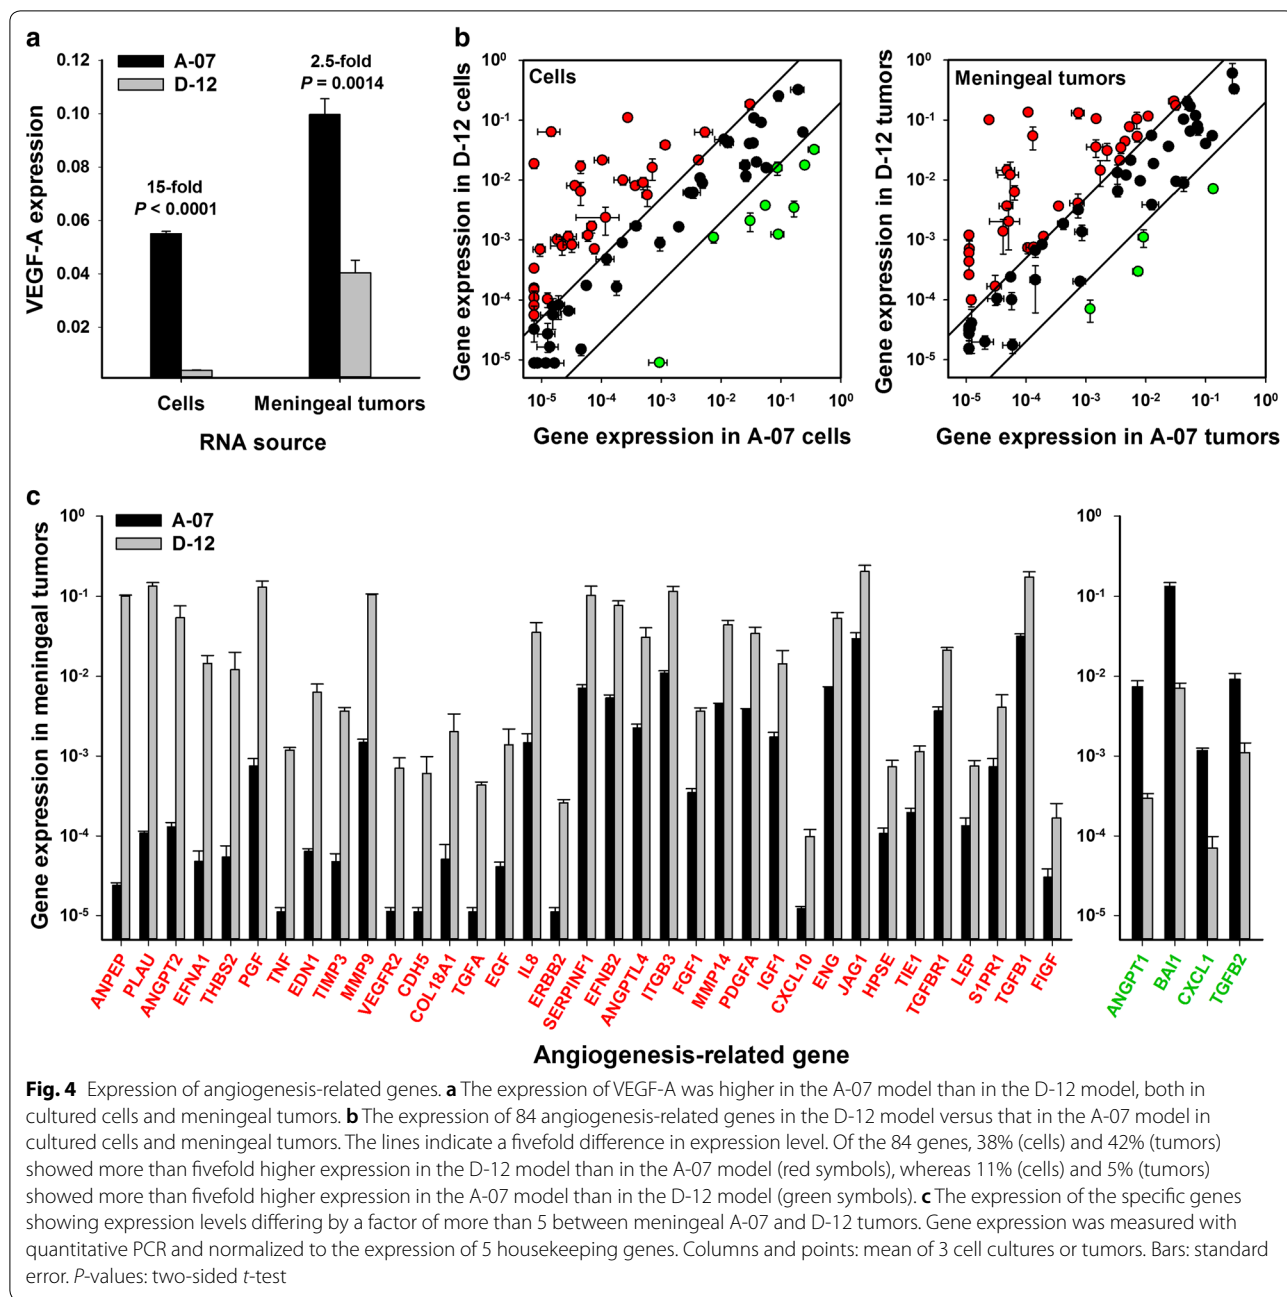 a
0.12
0.10
0.08
0.06
0.04
0.02
VEGF-A expression
A-07
D-12
15-fold
P < 0.0001
2.5-fold
P = 0.0014
Cells
Meningeal tumors
RNA source
b
Cells
10⁰
10⁻¹
10⁻²
10⁻³
10⁻⁴
10⁻⁵
Gene expression in D-12 cells
10⁻⁵ 10⁻⁴ 10⁻³ 10⁻² 10⁻¹ 10⁰
Gene expression in A-07 cells
Meningeal tumors
10⁰
10⁻¹
10⁻²
10⁻³
10⁻⁴
10⁻⁵
Gene expression in D-12 tumors
10⁻⁵ 10⁻⁴ 10⁻³ 10⁻² 10⁻¹ 10⁰
Gene expression in A-07 tumors
c
A-07
D-12
10⁰
10⁻¹
10⁻²
10⁻³
10⁻⁴
10⁻⁵
Gene expression in meningeal tumors
ANPEP
PLAU
ANGPT2
EFNA1
THBS2
PGF
TNF
EDN1
TIMP3
MMP9
VEGFR2
CDH5
COL18A1
TGFA
EGF
IL8
ERBB2
SERPINF1
EFNB2
ANGPTL4
ITGB3
FGF1
MMP14
PDGFA
IGF1
CXCL10
ENG
JAG1
HPSE
TIE1
TGFBR1
LEP
S1PR1
TGFB1
FIGF
10⁰
10⁻¹
10⁻²
10⁻³
10⁻⁴
10⁻⁵
ANGPT1
BAI1
CXCL1
TGFB2
Angiogenesis-related gene
Fig. 4 Expression of angiogenesis-related genes. a The expression of VEGF-A was higher in the A-07 model than in the D-12 model, both in
cultured cells and meningeal tumors. b The expression of 84 angiogenesis-related genes in the D-12 model versus that in the A-07 model in
cultured cells and meningeal tumors. The lines indicate a fivefold difference in expression level. Of the 84 genes, 38% (cells) and 42% (tumors)
showed more than fivefold higher expression in the D-12 model than in the A-07 model (red symbols), whereas 11% (cells) and 5% (tumors)
showed more than fivefold higher expression in the A-07 model than in the D-12 model (green symbols). c The expression of the specific genes
showing expression levels differing by a factor of more than 5 between meningeal A-07 and D-12 tumors. Gene expression was measured with
quantitative PCR and normalized to the expression of 5 housekeeping genes. Columns and points: mean of 3 cell cultures or tumors. Bars: standard
error. P-values: two-sided t-test